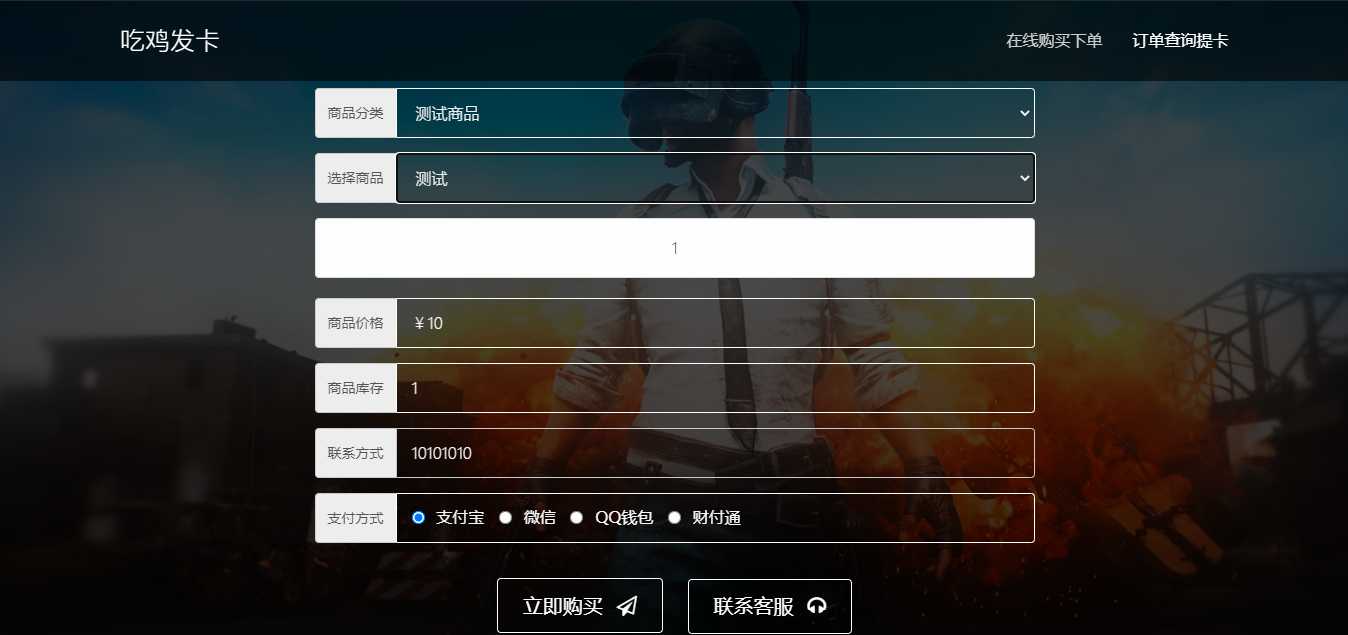 吃鸡发卡
在线购买下单 订单查询提卡
商品分类 测试商品
选择商品 测试
1
商品价格 ¥10
商品库存 1
联系方式 10101010
支付方式 支付宝 微信 QQ钱包 财付通
立即购买 联系客服